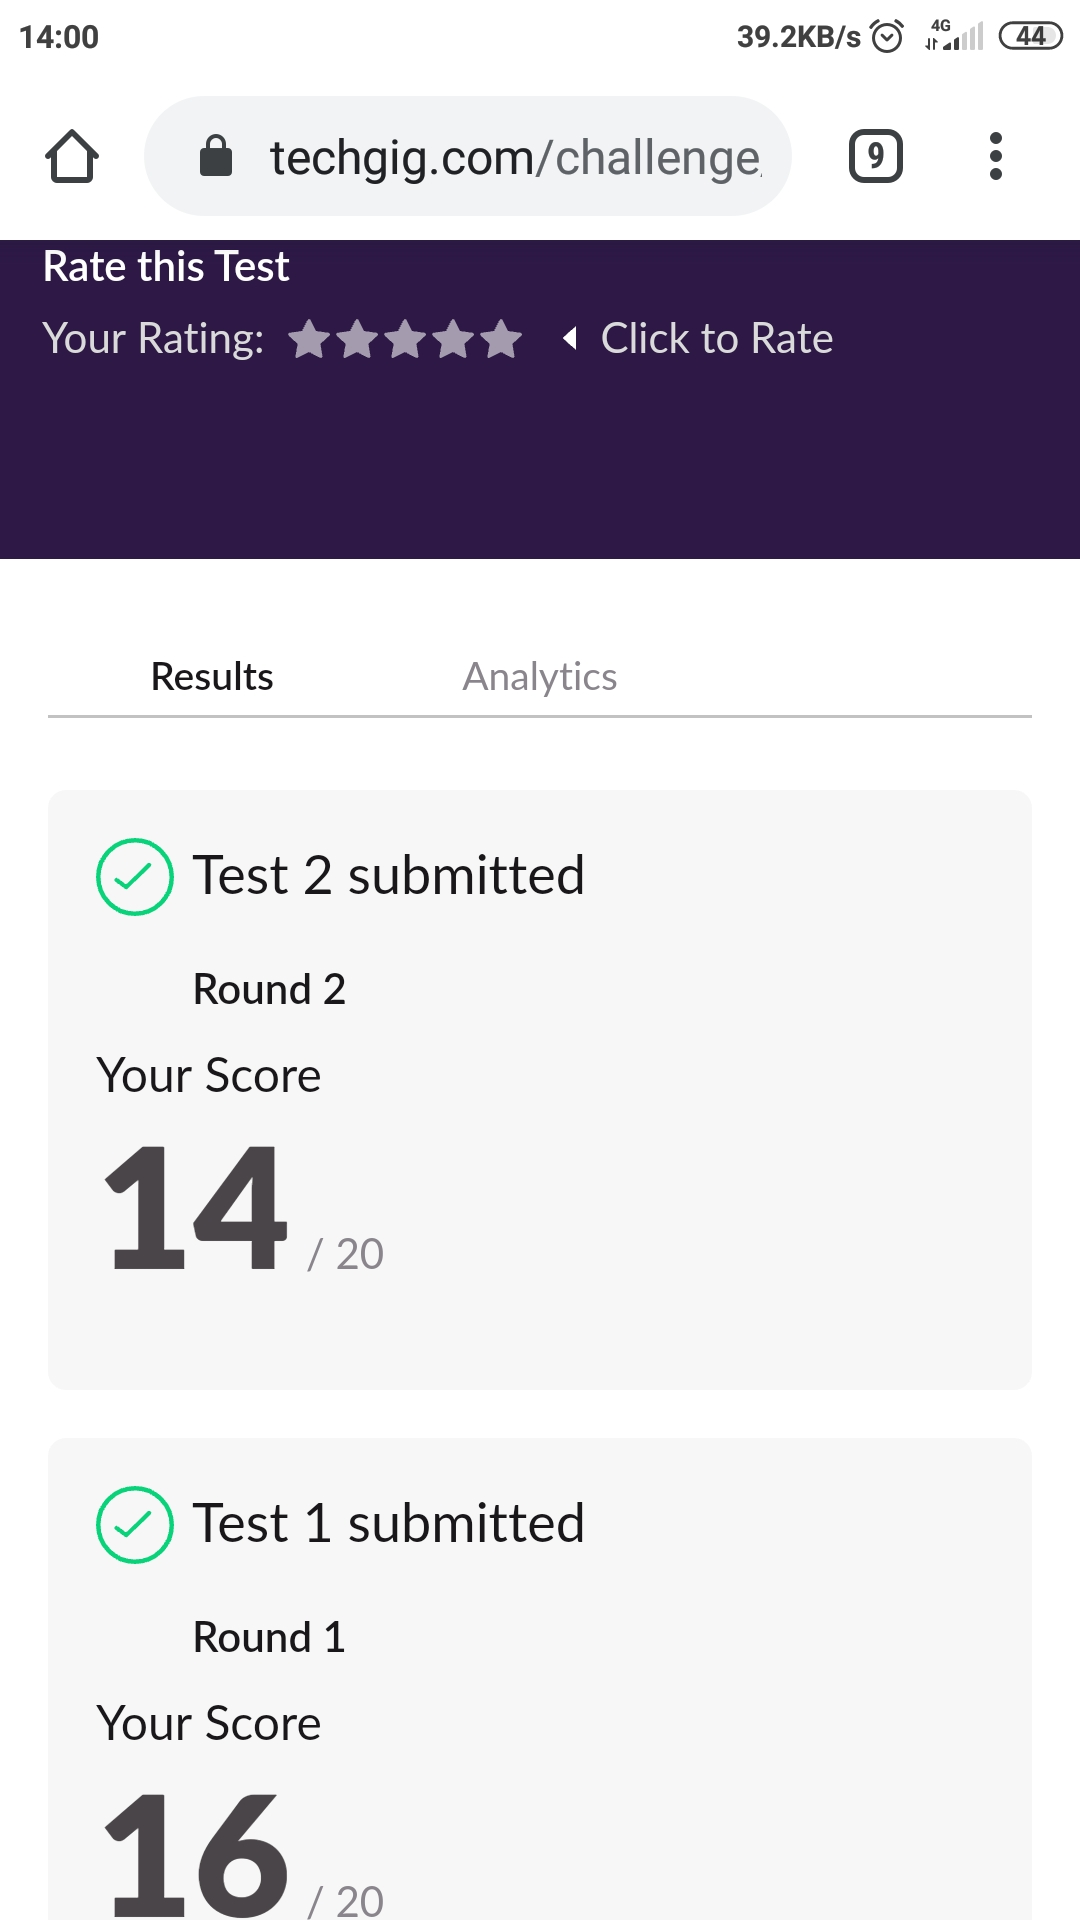 14:00 39.2KB/s 4G 44
techgig.com/challenge 9
Rate this Test
Your Rating: Click to Rate
Results Analytics
Test 2 submitted
Round 2
Your Score
14 / 20
Test 1 submitted
Round 1
Your Score
16 / 20